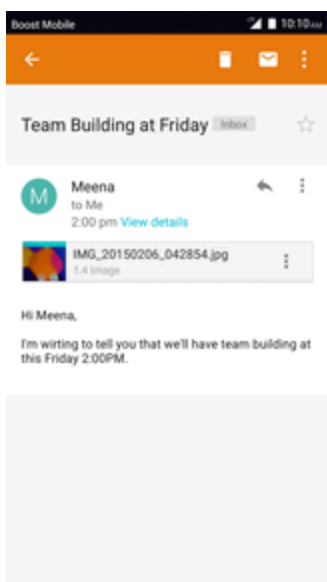 Boost Mobile 10:10 AM
Team Building at Friday Inbox
M
Meena
to Me
2:00 pm View details
IMG_20150206_042854.jpg
1.4 Image
Hi Meena,
I'm wirting to tell you that we'll have team building at
this Friday 2:00PM.